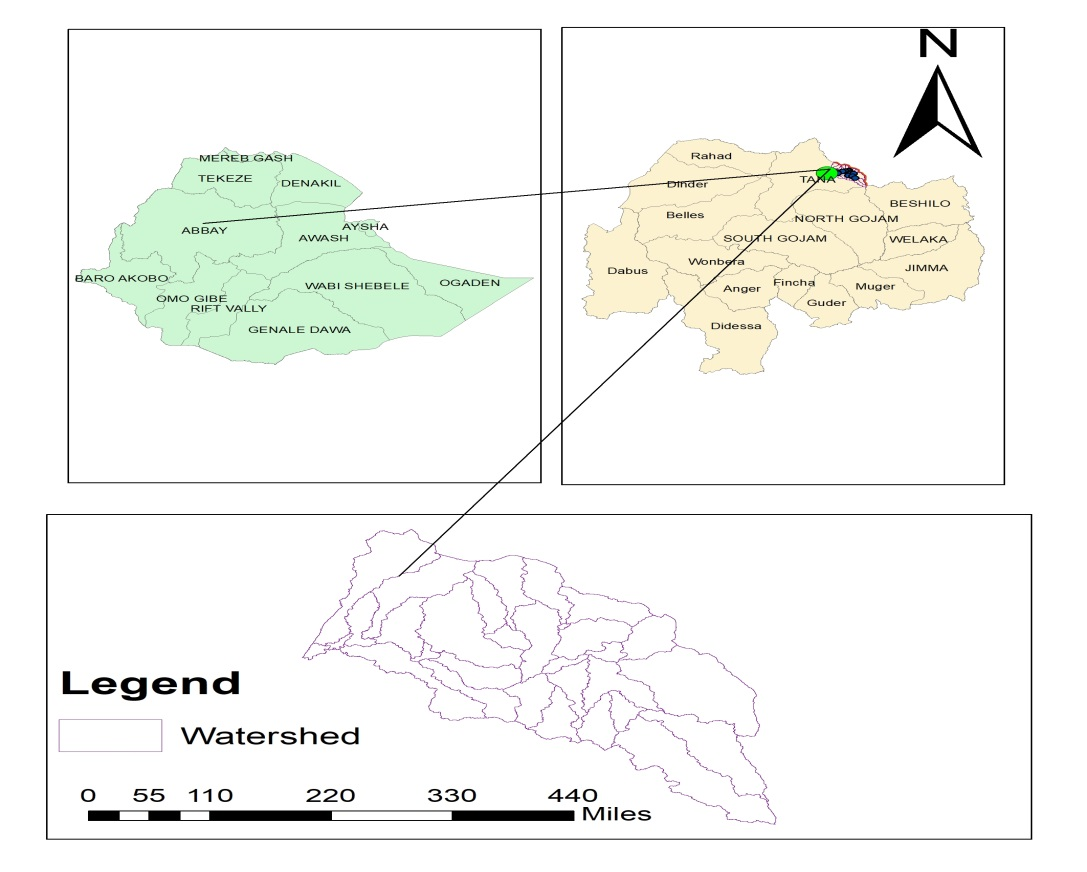 N
MEREB GASH
TEKEZE
DENAKIL
ABBAY
AYSHA
AWASH
BARO AKOBO
WABI SHEBELE
OGADEN
OMO GIBE
RIFT VALLY
GENALE DAWA
Rahad
Dinder
TANA
BESHILO
Belles
NORTH GOJAM
SOUTH GOJAM
WELAKA
Wonbera
Dabus
JIMMA
Anger
Fincha
Muger
Guder
Didessa
Legend
Watershed
0 55 110 220 330 440
Miles